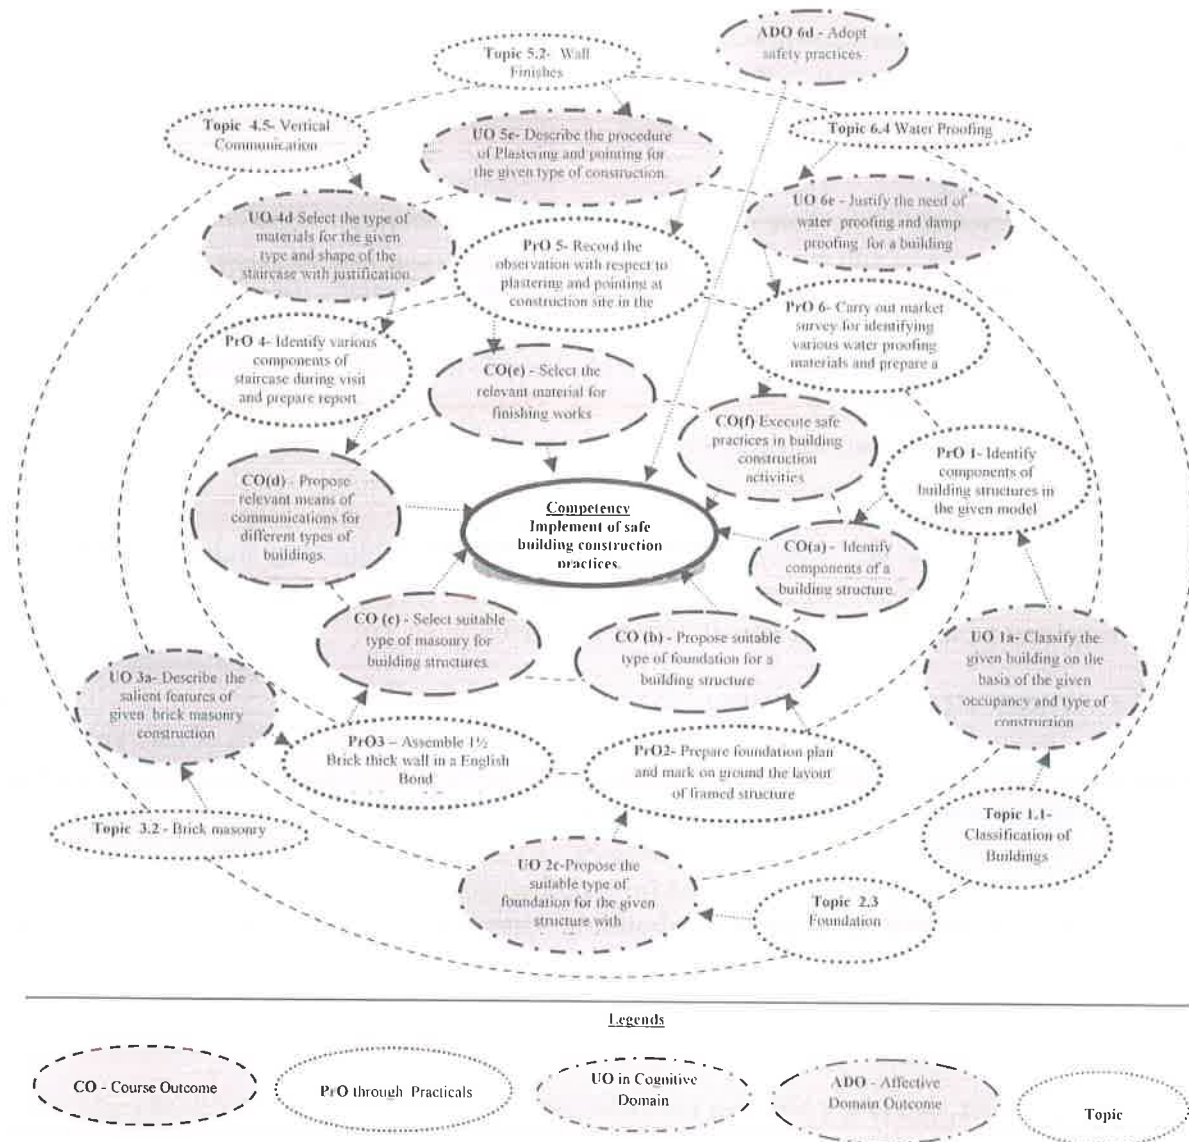 ADO 6d - Adopt
safety practices
Topic 5.2- Wall
Finishes
Topic 4.5- Vertical
Communication
UO 5e- Describe the procedure
of Plastering and pointing for
the given type of construction.
Topic 6.4 Water Proofing
UO 4d Select the type of
materials for the given
type and shape of the
staircase with justification
PrO 5- Record the
observation with respect to
plastering and pointing at
construction site in the
UO 6e - Justify the need of
water proofing and damp
proofing for a building
PrO 4- Identify various
components of
staircase during visit
and prepare report
CO(e) - Select the
relevant material for
finishing works
PrO 6- Carry out market
survey for identifying
various water proofing
materials and prepare a
CO(f) Execute safe
practices in building
construction
activities
PrO 1- Identify
components of
building structures in
the given model
CO(d) - Propose
relevant means of
communications for
different types of
buildings.
Competency
Implement of safe
building construction
practices.
CO(a) - Identify
components of a
building structure.
CO (c) - Select suitable
type of masonry for
building structures.
CO (b) - Propose suitable
type of foundation for a
building structure
UO 1a- Classify the
given building on the
basis of the given
occupancy and type of
construction
UO 3a- Describe the
salient features of
given brick masonry
construction
PrO3 – Assemble 1½
Brick thick wall in a English
Bond
PrO2- Prepare foundation plan
and mark on ground the layout
of framed structure
Topic 3.2 - Brick masonry
Topic 1.1-
Classification of
Buildings
UO 2c-Propose the
suitable type of
foundation for the given
structure with
Topic 2.3
Foundation
Legends
CO - Course Outcome
PrO through Practicals
UO in Cognitive
Domain
ADO - Affective
Domain Outcome
Topic